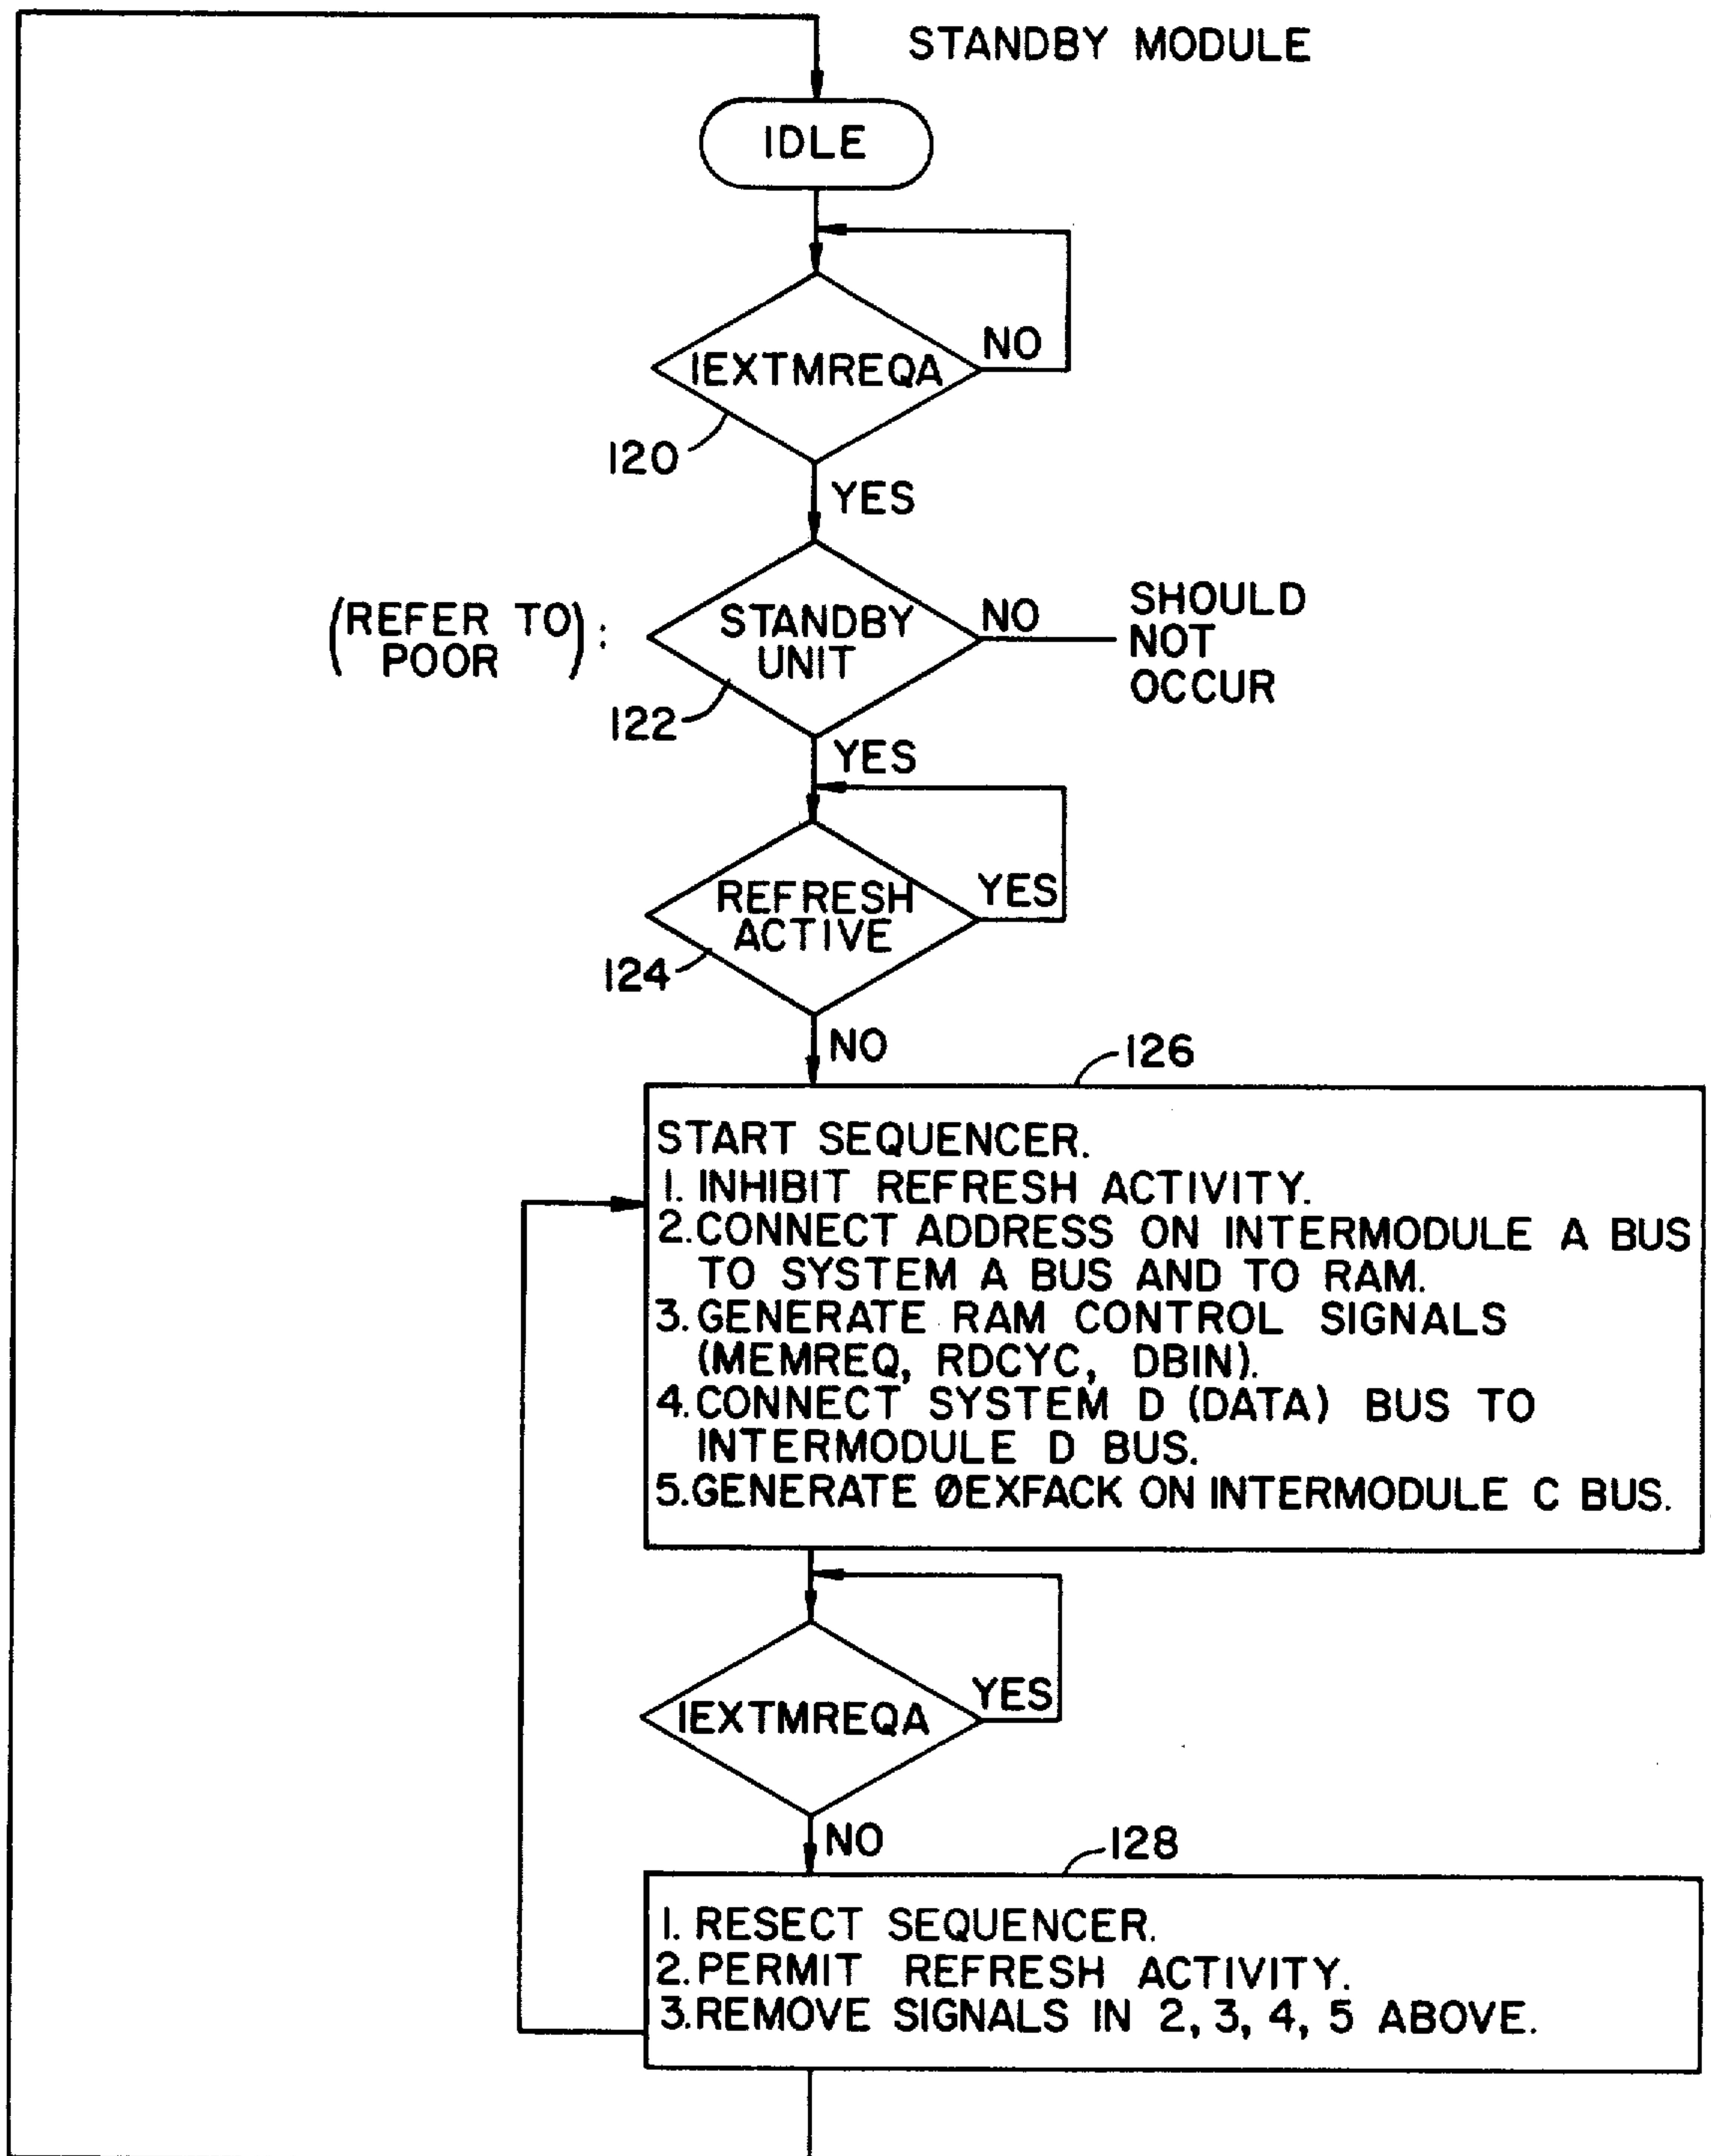 STANDBY MODULE
IDLE
1EXTMREQA
NO
120
YES
(REFER TO
POOR):
STANDBY
UNIT
NO
SHOULD
NOT
OCCUR
122
YES
REFRESH
ACTIVE
YES
124
NO
126
START SEQUENCER.
1. INHIBIT REFRESH ACTIVITY.
2. CONNECT ADDRESS ON INTERMODULE A BUS
TO SYSTEM A BUS AND TO RAM.
3. GENERATE RAM CONTROL SIGNALS
(MEMREQ, RDCYC, DBIN).
4. CONNECT SYSTEM D (DATA) BUS TO
INTERMODULE D BUS.
5. GENERATE ØEXFACK ON INTERMODULE C BUS.
1EXTMREQA
YES
NO
128
1. RESECT SEQUENCER.
2. PERMIT REFRESH ACTIVITY.
3. REMOVE SIGNALS IN 2, 3, 4, 5 ABOVE.